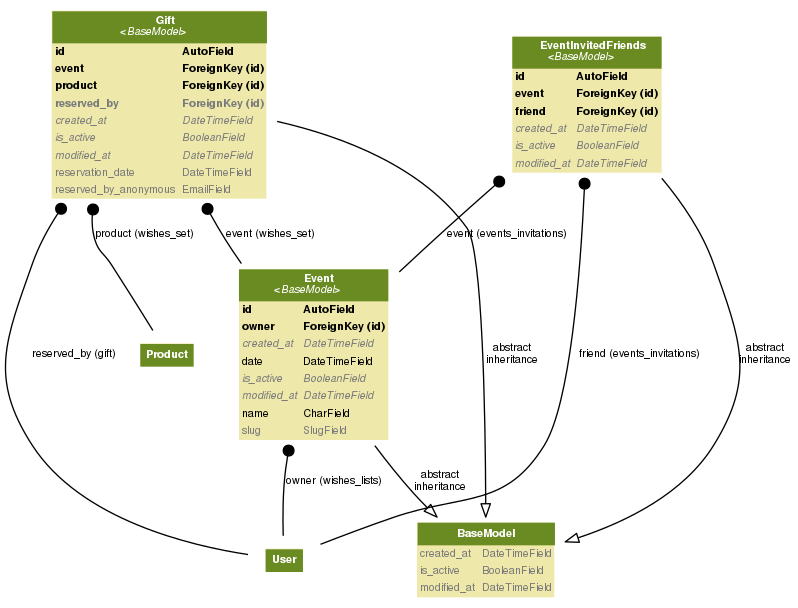 Gift
<BaseModel>
id AutoField
event ForeignKey (id)
product ForeignKey (id)
reserved_by ForeignKey (id)
created_at DateTimeField
is_active BooleanField
modified_at DateTimeField
reservation_date DateTimeField
reserved_by_anonymous EmailField
EventInvitedFriends
<BaseModel>
id AutoField
event ForeignKey (id)
friend ForeignKey (id)
created_at DateTimeField
is_active BooleanField
modified_at DateTimeField
product (wishes_set)
event (wishes_set)
event (events_invitations)
Event
<BaseModel>
id AutoField
owner ForeignKey (id)
created_at DateTimeField
date DateTimeField
is_active BooleanField
modified_at DateTimeField
name CharField
slug SlugField
reserved_by (gift)
Product
abstract
inheritance
friend (events_invitations)
abstract
inheritance
owner (wishes_lists)
abstract
inheritance
User
BaseModel
created_at DateTimeField
is_active BooleanField
modified_at DateTimeField